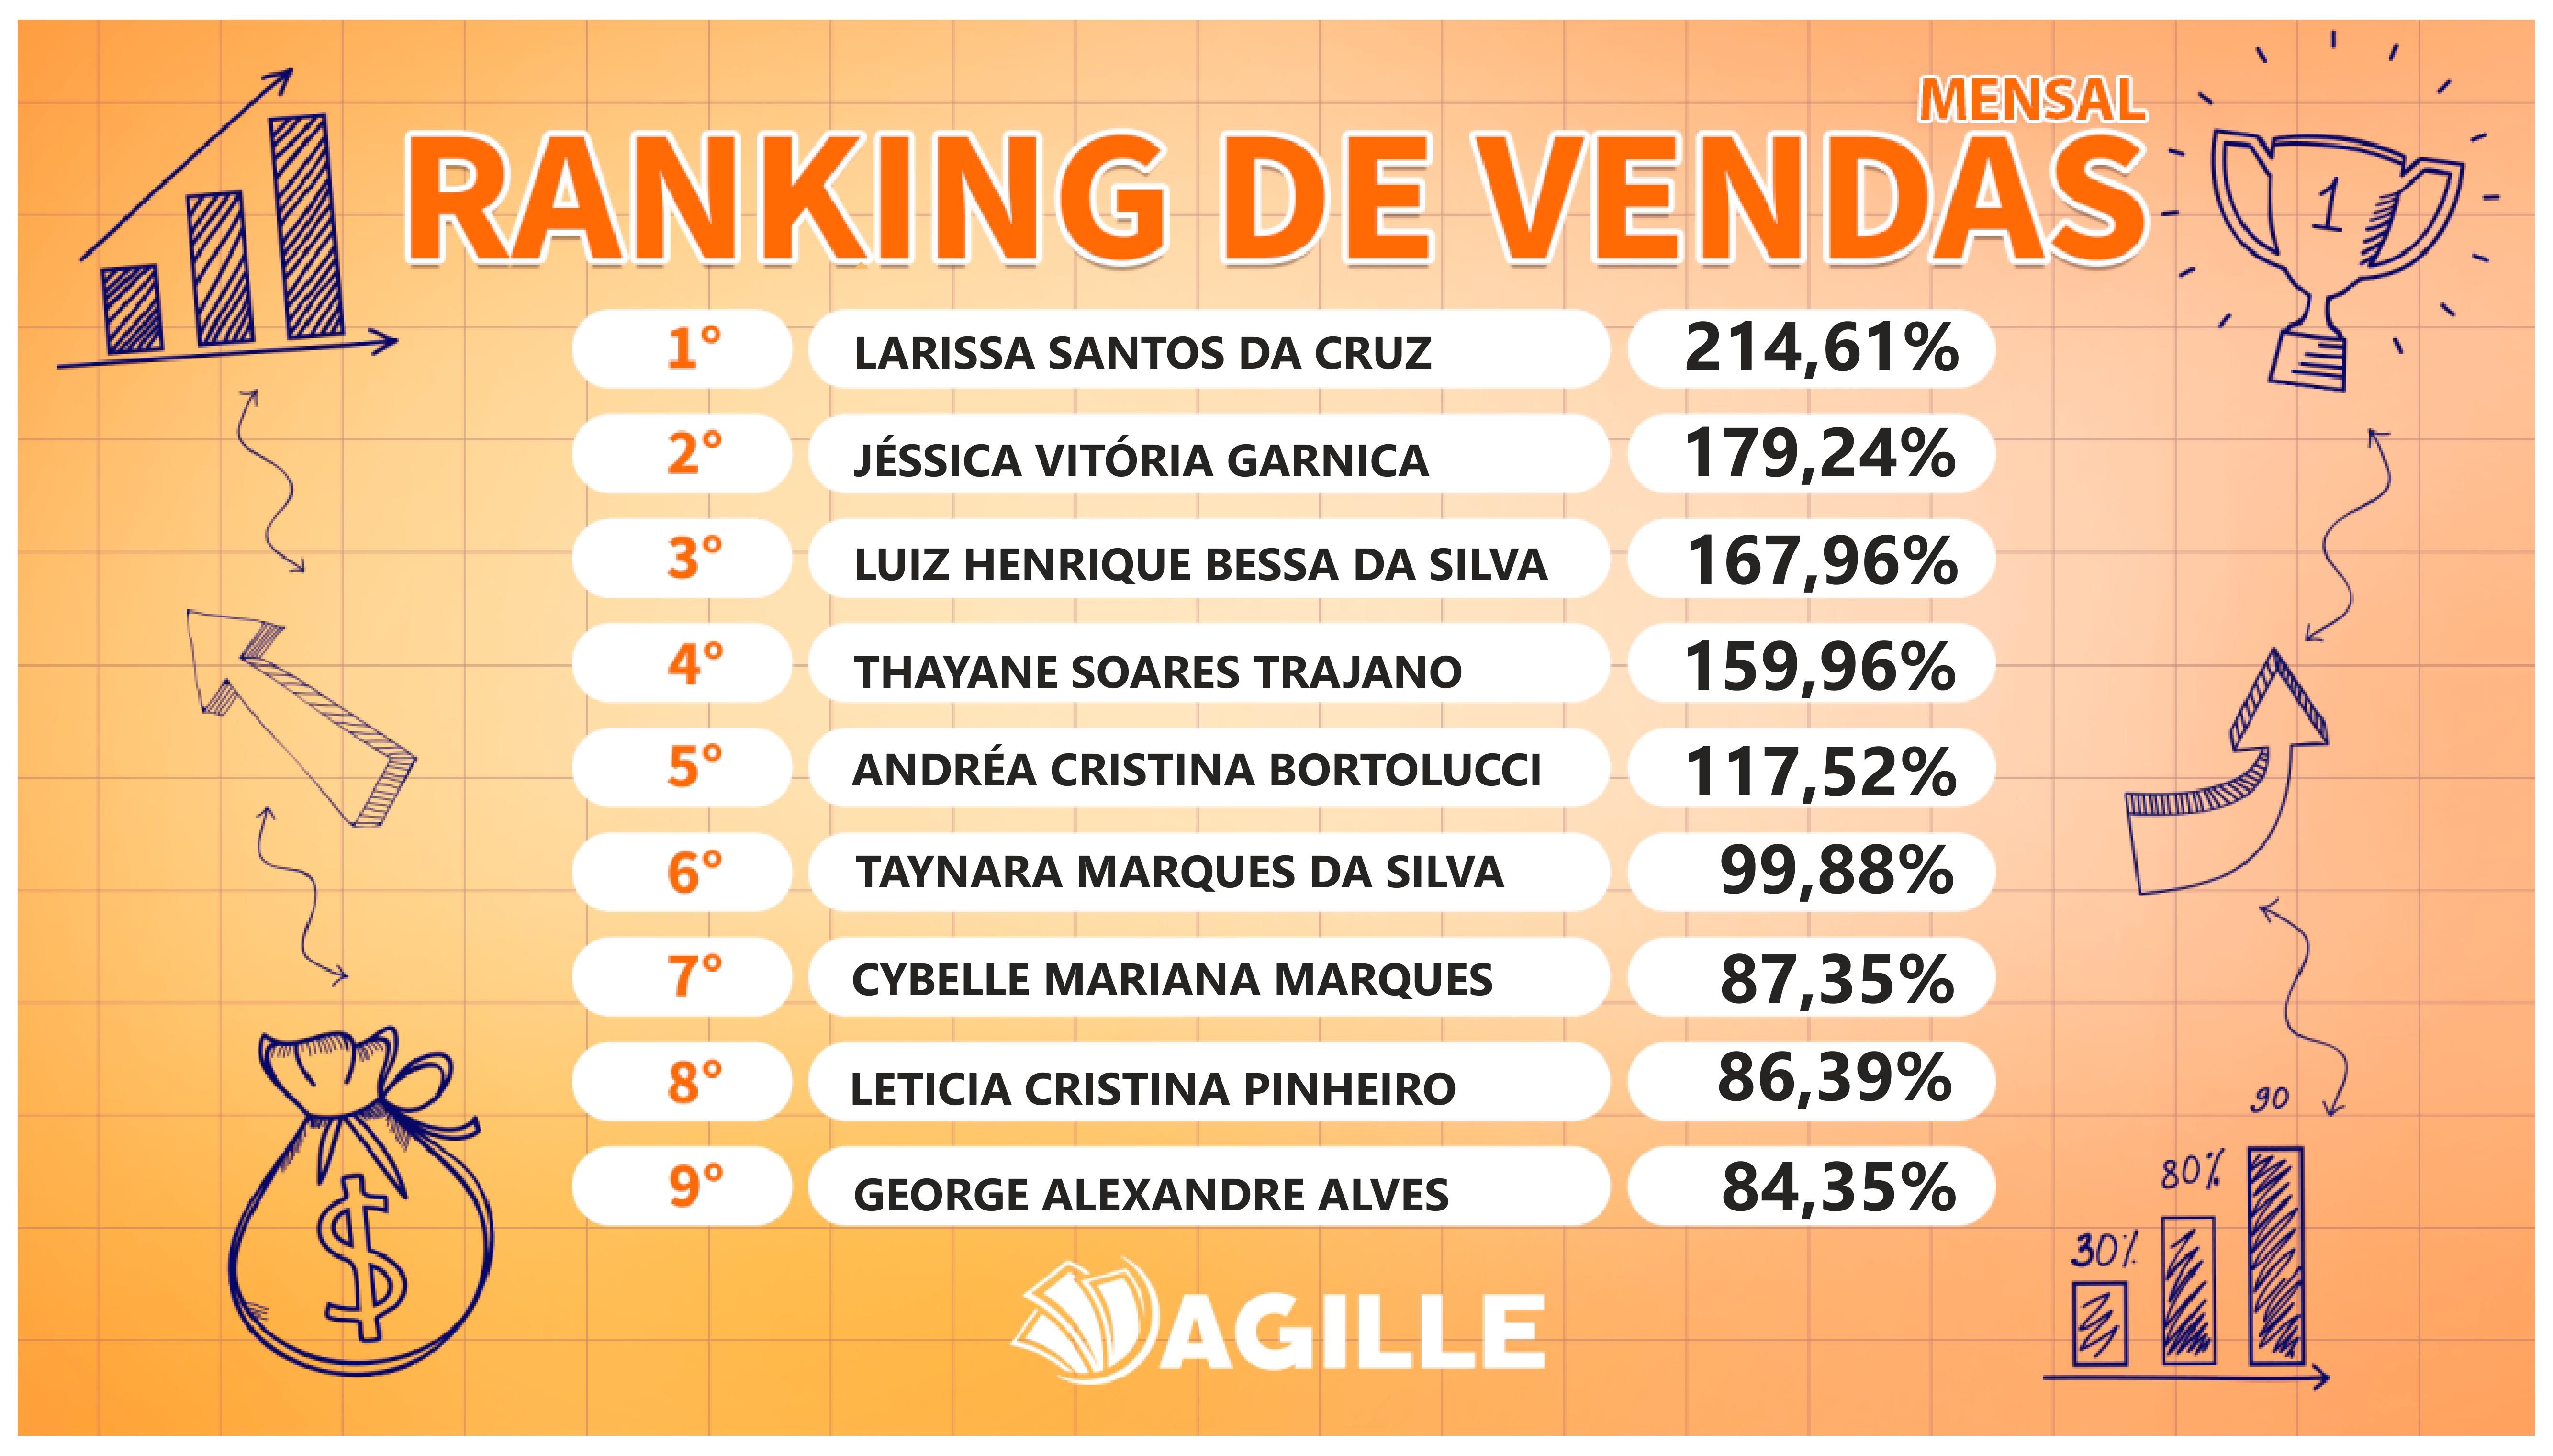 MENSAL
RANKING DE VENDAS
1
1° LARISSA SANTOS DA CRUZ 214,61%
2° JÉSSICA VITÓRIA GARNICA 179,24%
3° LUIZ HENRIQUE BESSA DA SILVA 167,96%
4° THAYANE SOARES TRAJANO 159,96%
5° ANDRÉA CRISTINA BORTOLUCCI 117,52%
6° TAYNARA MARQUES DA SILVA 99,88%
7° CYBELLE MARIANA MARQUES 87,35%
8° LETICIA CRISTINA PINHEIRO 86,39%
9° GEORGE ALEXANDRE ALVES 84,35%
$
30% 80% 90
AGILLE